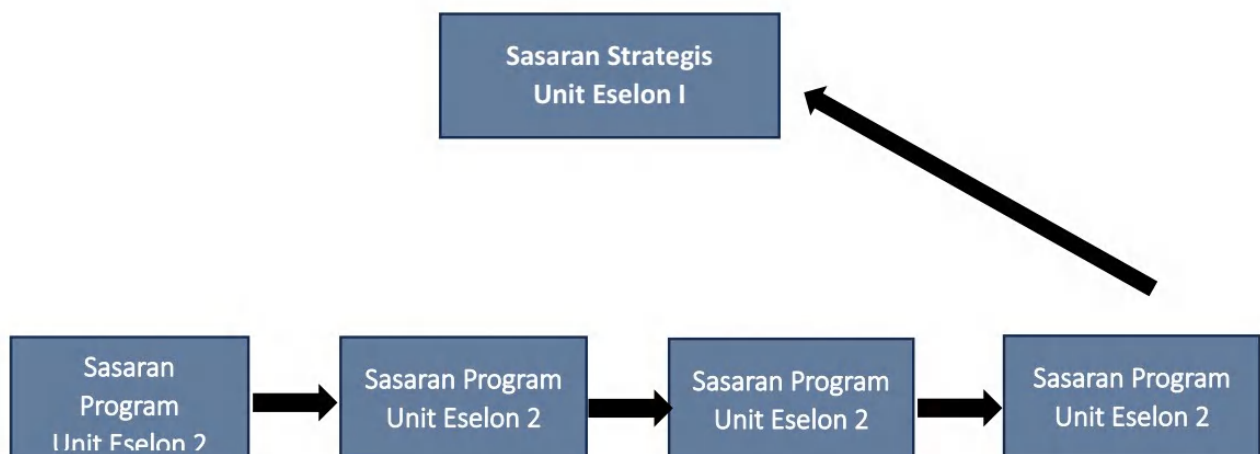 Sasaran Strategis
Unit Eselon I
Sasaran
Program
Unit Eselon 2
Sasaran Program
Unit Eselon 2
Sasaran Program
Unit Eselon 2
Sasaran Program
Unit Eselon 2